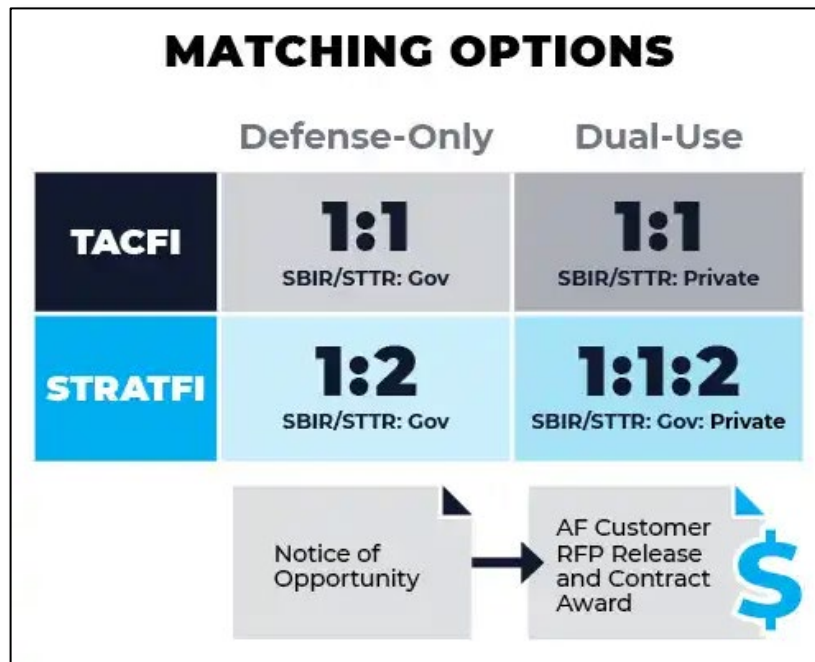 MATCHING OPTIONS
Defense-Only
Dual-Use
TACFI
1:1
SBIR/STTR: Gov
1:1
SBIR/STTR: Private
STRATFI
1:2
SBIR/STTR: Gov
1:1:2
SBIR/STTR: Gov: Private
Notice of
Opportunity
AF Customer
RFP Release
and Contract
Award
$